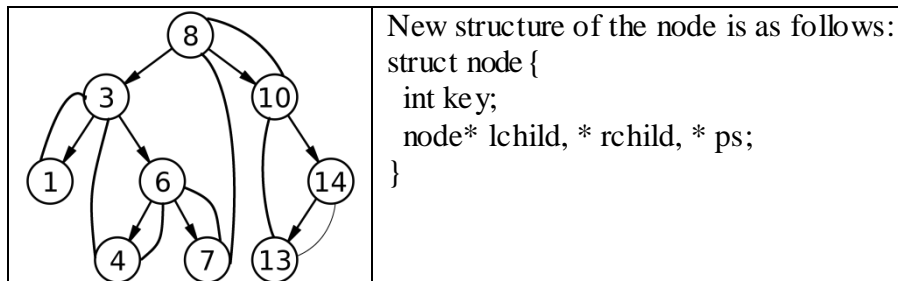 8
3
10
1
6
14
4
7
13
New structure of the node is as follows:
struct node{
int key;
node* lchild, * rchild, * ps;
}